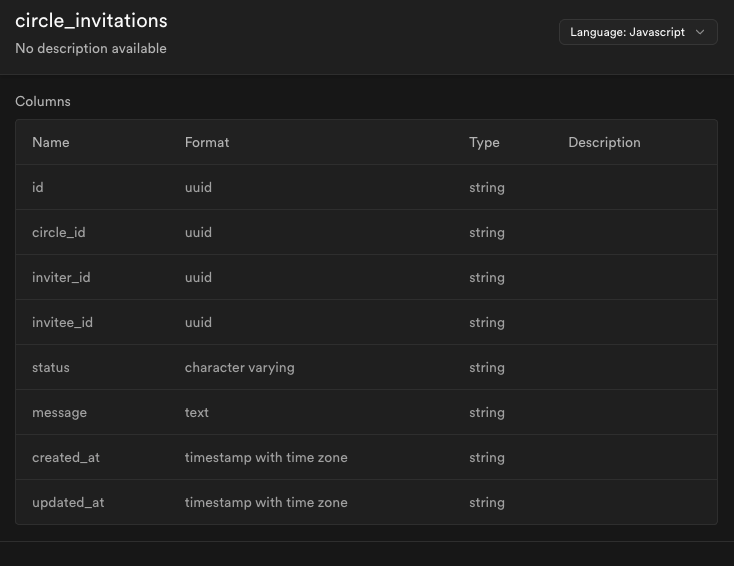 circle_invitations
No description available
Language: Javascript
Columns
Name Format Type Description
id uuid string
circle_id uuid string
inviter_id uuid string
invitee_id uuid string
status character varying string
message text string
created_at timestamp with time zone string
updated_at timestamp with time zone string